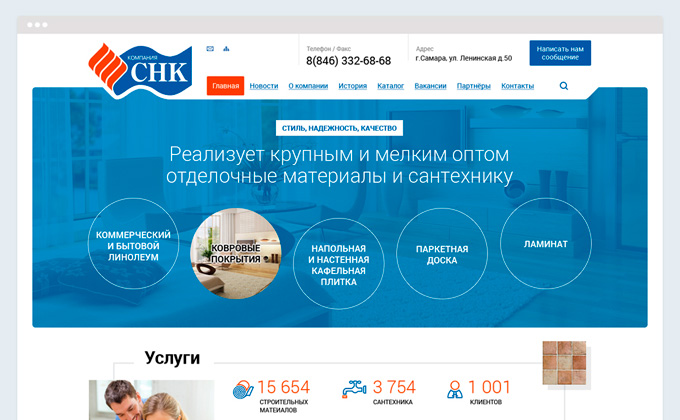 КОМПАНИЯ
СНК
Телефон / Факс
8(846) 332-68-68
Адрес
г.Самара, ул. Ленинская д.50
Написать нам
сообщение
Главная Новости О компании История Каталог Вакансии Партнёры Контакты
СТИЛЬ, НАДЕЖНОСТЬ, КАЧЕСТВО
Реализует крупным и мелким оптом
отделочные материалы и сантехнику
КОММЕРЧЕСКИЙ
И БЫТОВОЙ
ЛИНОЛЕУМ
КОВРОВЫЕ
ПОКРЫТИЯ
НАПОЛЬНАЯ
И НАСТЕННАЯ
КАФЕЛЬНАЯ
ПЛИТКА
ПАРКЕТНАЯ
ДОСКА
ЛАМИНАТ
Услуги
15 654
СТРОИТЕЛЬНЫХ
МАТЕИАЛОВ
3 754
САНТЕХНИКА
1 001
КЛИЕНТОВ